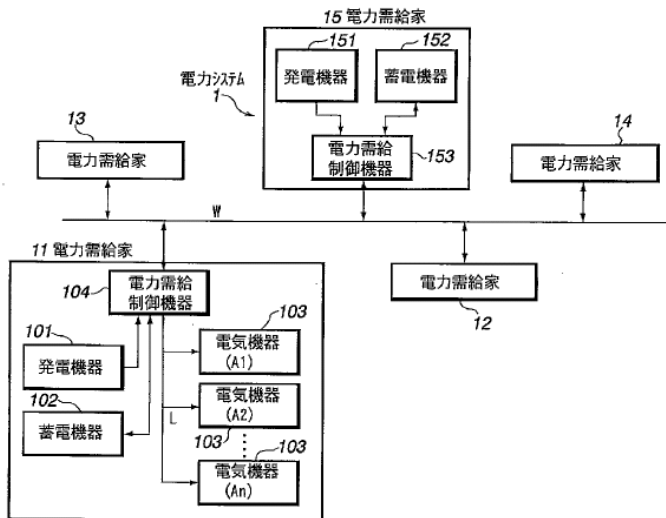 15 電力需給家
151
152
発電機器
蓄電機器
電力システム
1
電力需給
制御機器
153
13
電力需給家
14
電力需給家
W
11 電力需給家
電力需給
制御機器
104
電力需給家
12
101
発電機器
102
蓄電機器
L
103
電気機器
(A1)
電気機器
(A2)
103
103
電気機器
(An)